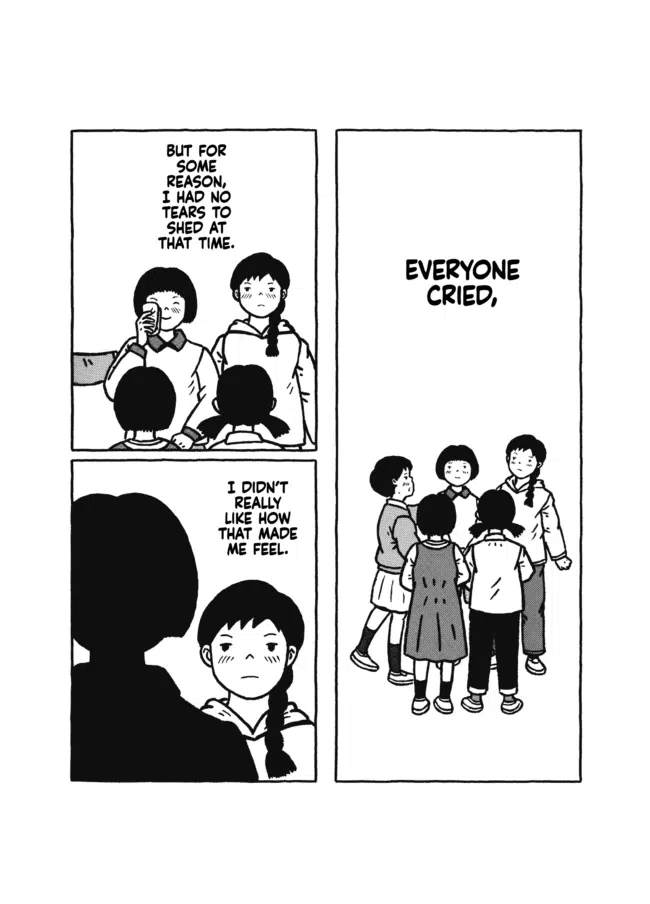 EVERYONE
CRIED,
BUT FOR
SOME
REASON,
I HAD NO
TEARS TO
SHED AT
THAT TIME.
I DIDN'T
REALLY
LIKE HOW
THAT MADE
ME FEEL.